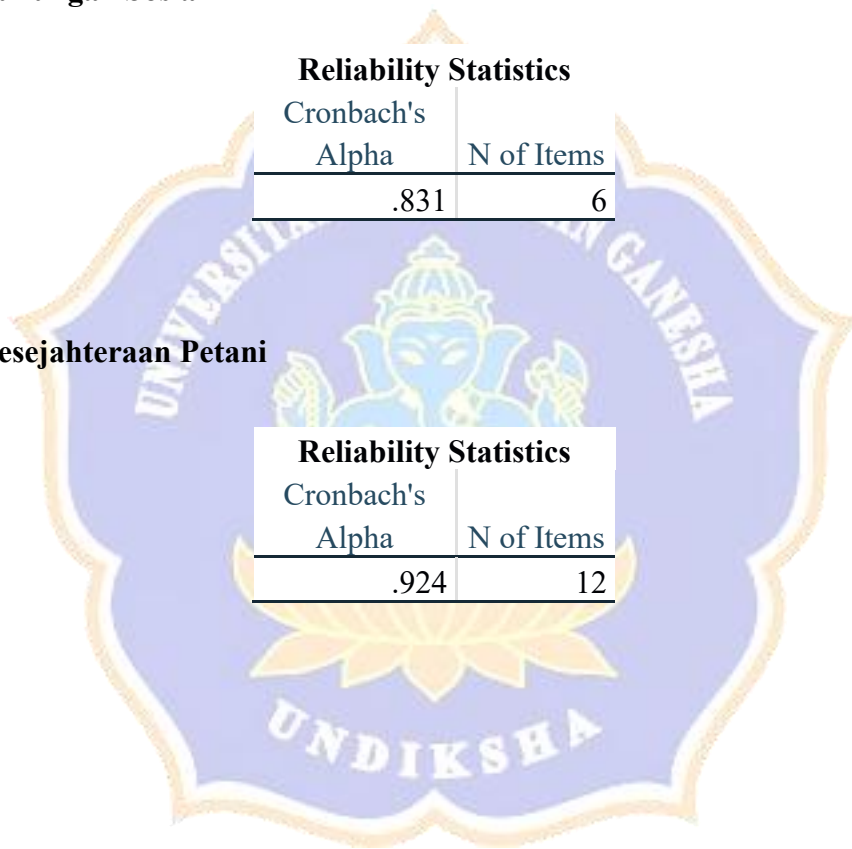 Reliability Statistics
Cronbach's
Alpha N of Items
.831 6
esejahteraan Petani
Reliability Statistics
Cronbach's
Alpha N of Items
.924 12
GANESHA
UNDIKSHA